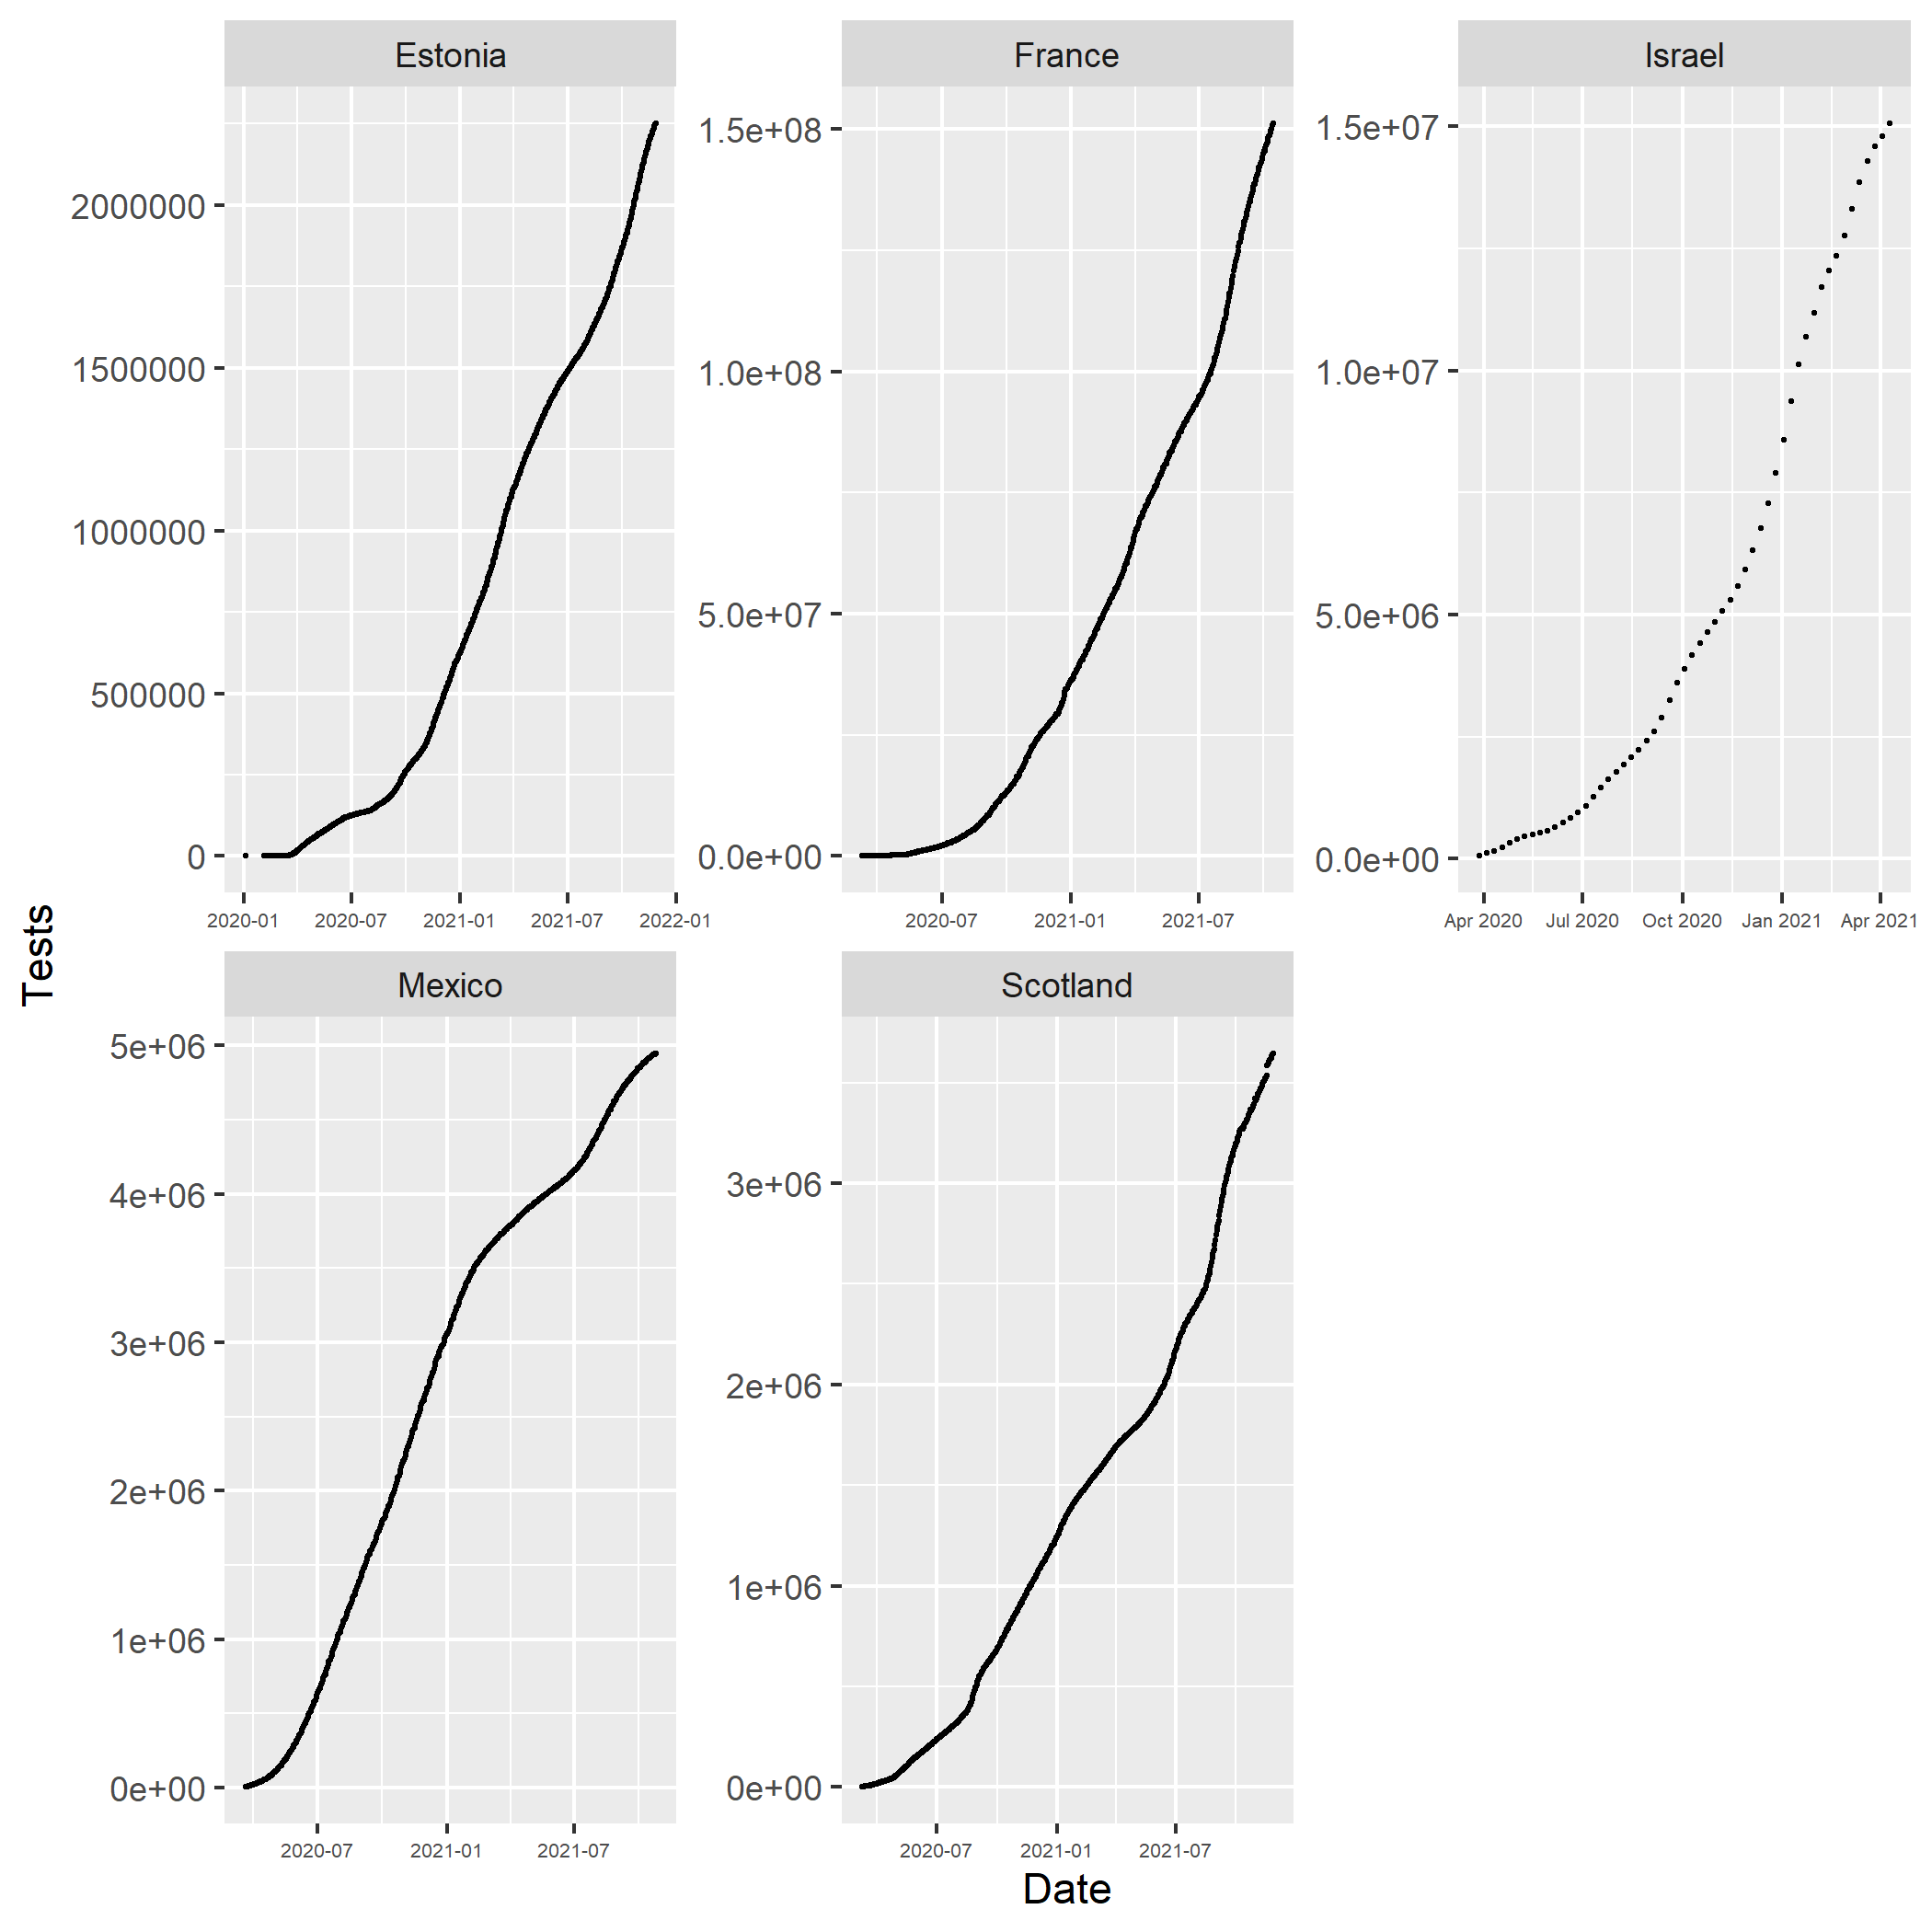 Estonia
France
Israel
2000000
1500000
1000000
500000
0
1.5e+08
1.0e+08
5.0e+07
0.0e+00
1.5e+07
1.0e+07
5.0e+06
0.0e+00
2020-01 2020-07 2021-01 2021-07 2022-01
2020-07 2021-01 2021-07
Apr 2020 Jul 2020 Oct 2020 Jan 2021 Apr 2021
Tests
Mexico
Scotland
5e+06
4e+06
3e+06
2e+06
1e+06
0e+00
3e+06
2e+06
1e+06
0e+00
2020-07 2021-01 2021-07
2020-07 2021-01 2021-07
Date